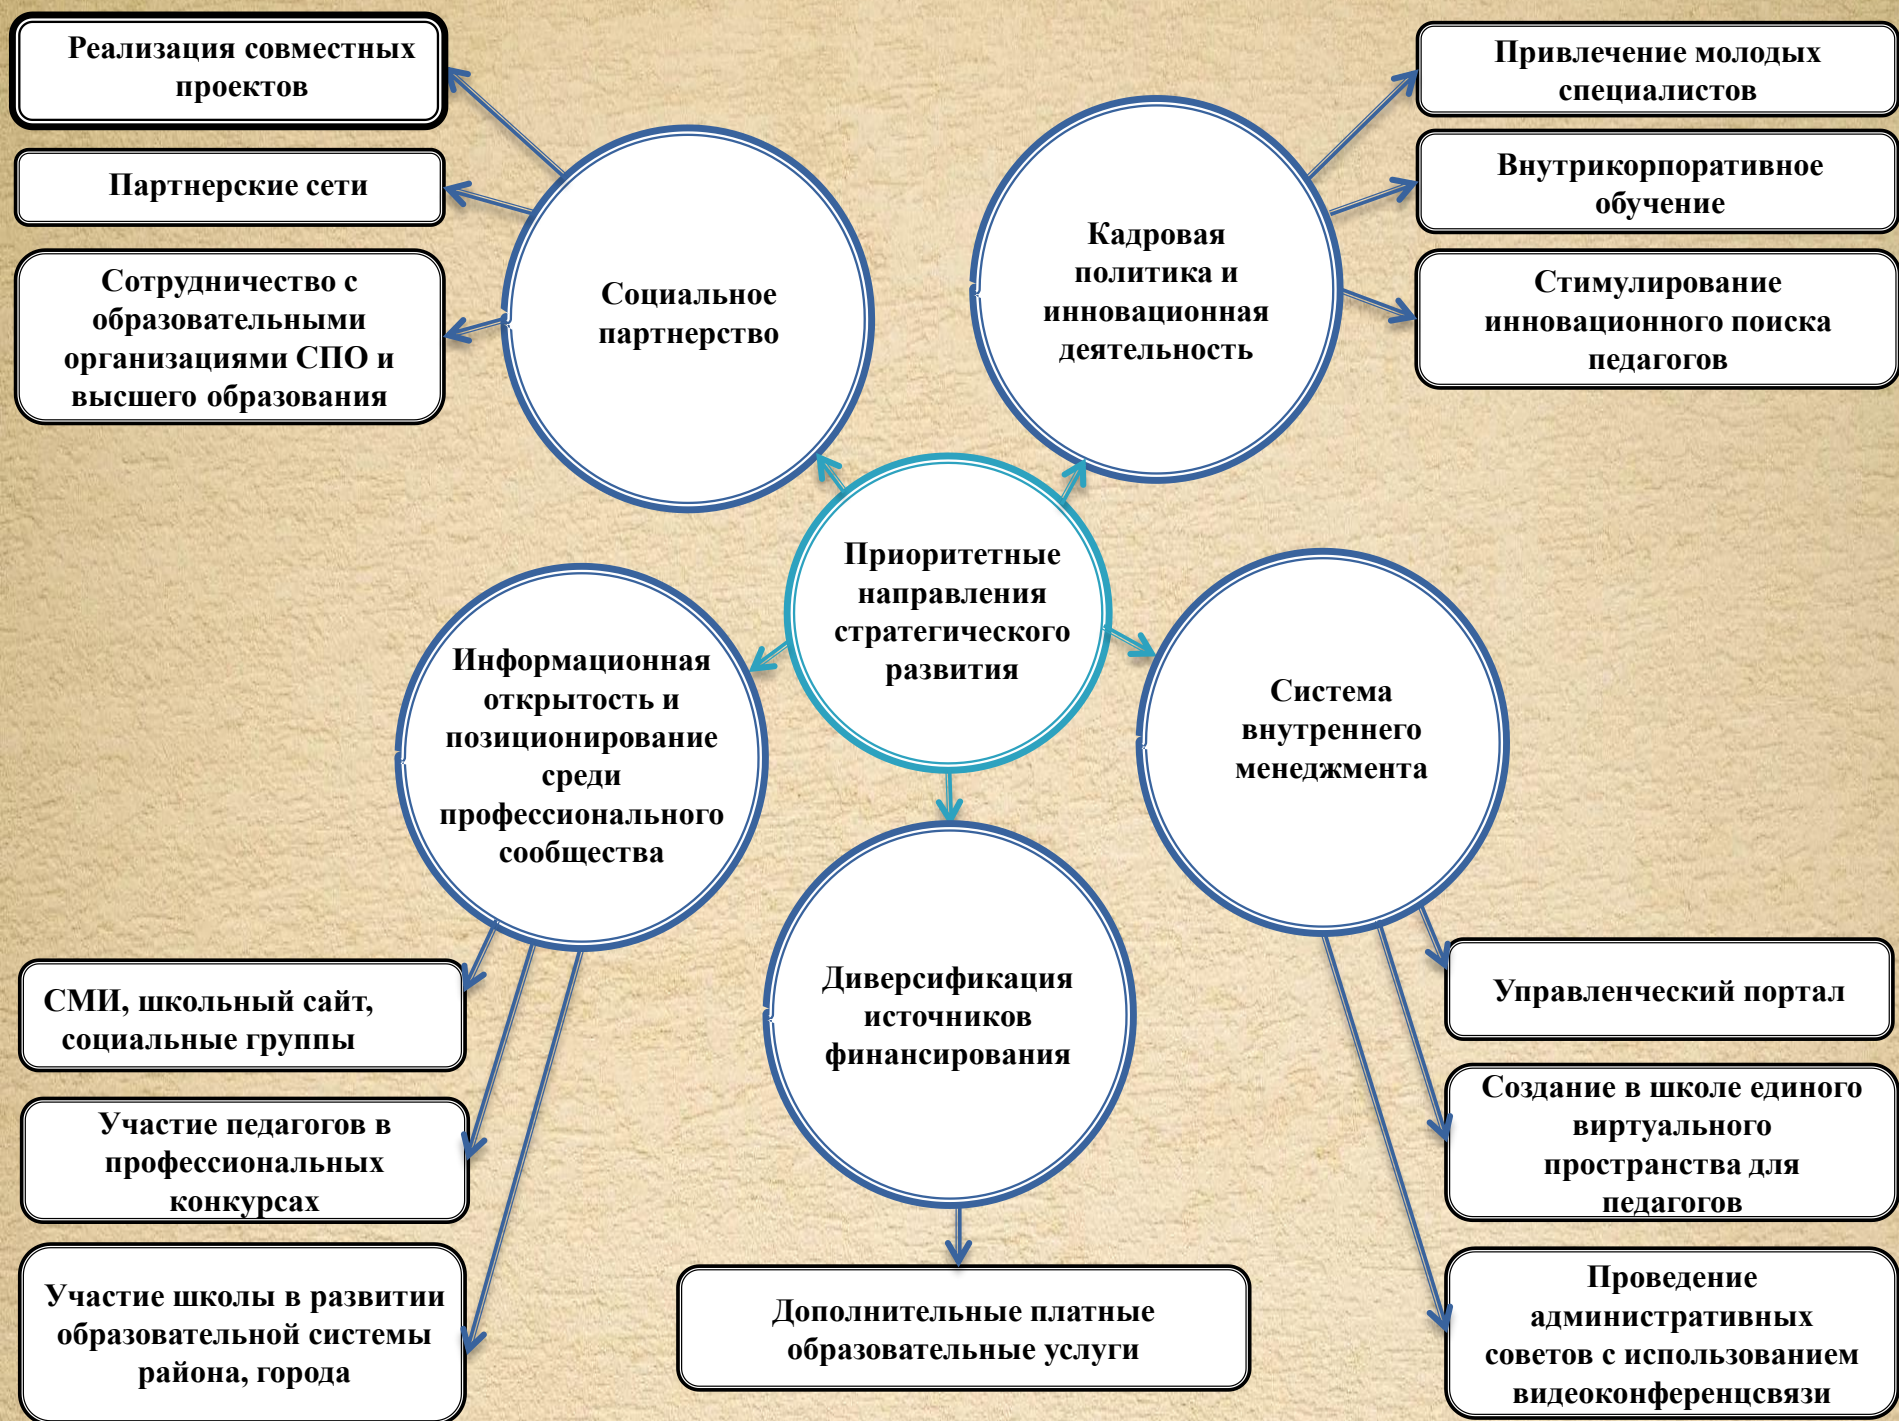 Реализация совместных
проектов
Партнерские сети
Сотрудничество с
образовательными
организациями СПО и
высшего образования
Социальное
партнерство
Кадровая
политика и
инновационная
деятельность
Привлечение молодых
специалистов
Внутрикорпоративное
обучение
Стимулирование
инновационного поиска
педагогов
Приоритетные
направления
стратегического
развития
Информационная
открытость и
позиционирование
среди
профессионального
сообщества
Система
внутреннего
менеджмента
Диверсификация
источников
финансирования
СМИ, школьный сайт,
социальные группы
Участие педагогов в
профессиональных
конкурсах
Участие школы в развитии
образовательной системы
района, города
Дополнительные платные
образовательные услуги
Управленческий портал
Создание в школе единого
виртуального
пространства для
педагогов
Проведение
административных
советов с использованием
видеоконференцсвязи